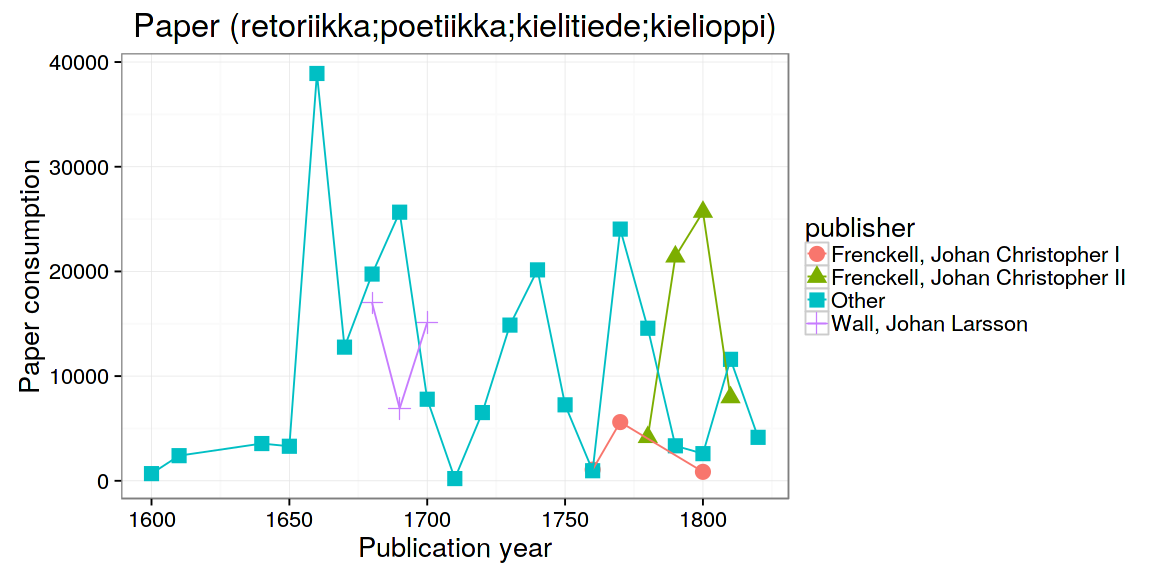 Paper (retoriikka;poetiikka;kielitiede;kielioppi)
40000
30000
20000
10000
0
Paper consumption
1600 1650 1700 1750 1800
Publication year
publisher
Frenckell, Johan Christopher I
Frenckell, Johan Christopher II
Other
Wall, Johan Larsson